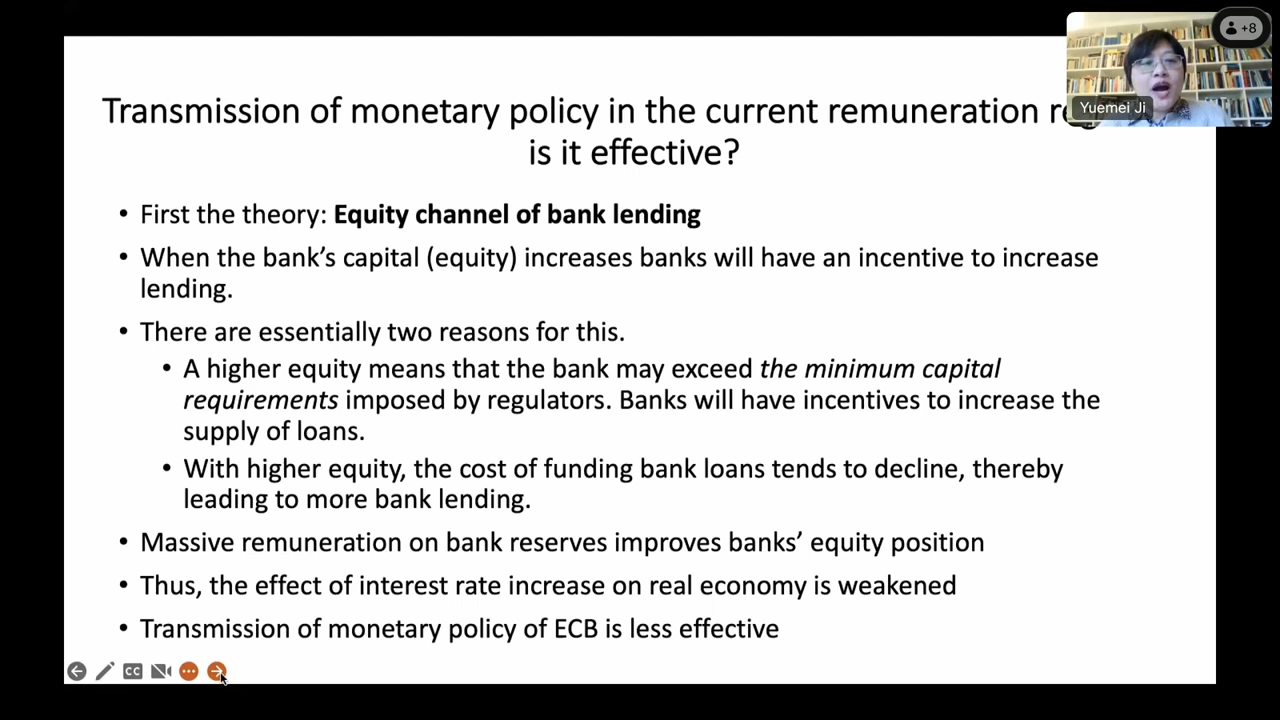 +8
Yuemei Ji
Transmission of monetary policy in the current remuneration
is it effective?
• First the theory: Equity channel of bank lending
• When the bank’s capital (equity) increases banks will have an incentive to increase
lending.
• There are essentially two reasons for this.
• A higher equity means that the bank may exceed the minimum capital
requirements imposed by regulators. Banks will have incentives to increase the
supply of loans.
• With higher equity, the cost of funding bank loans tends to decline, thereby
leading to more bank lending.
• Massive remuneration on bank reserves improves banks’ equity position
• Thus, the effect of interest rate increase on real economy is weakened
• Transmission of monetary policy of ECB is less effective
CC